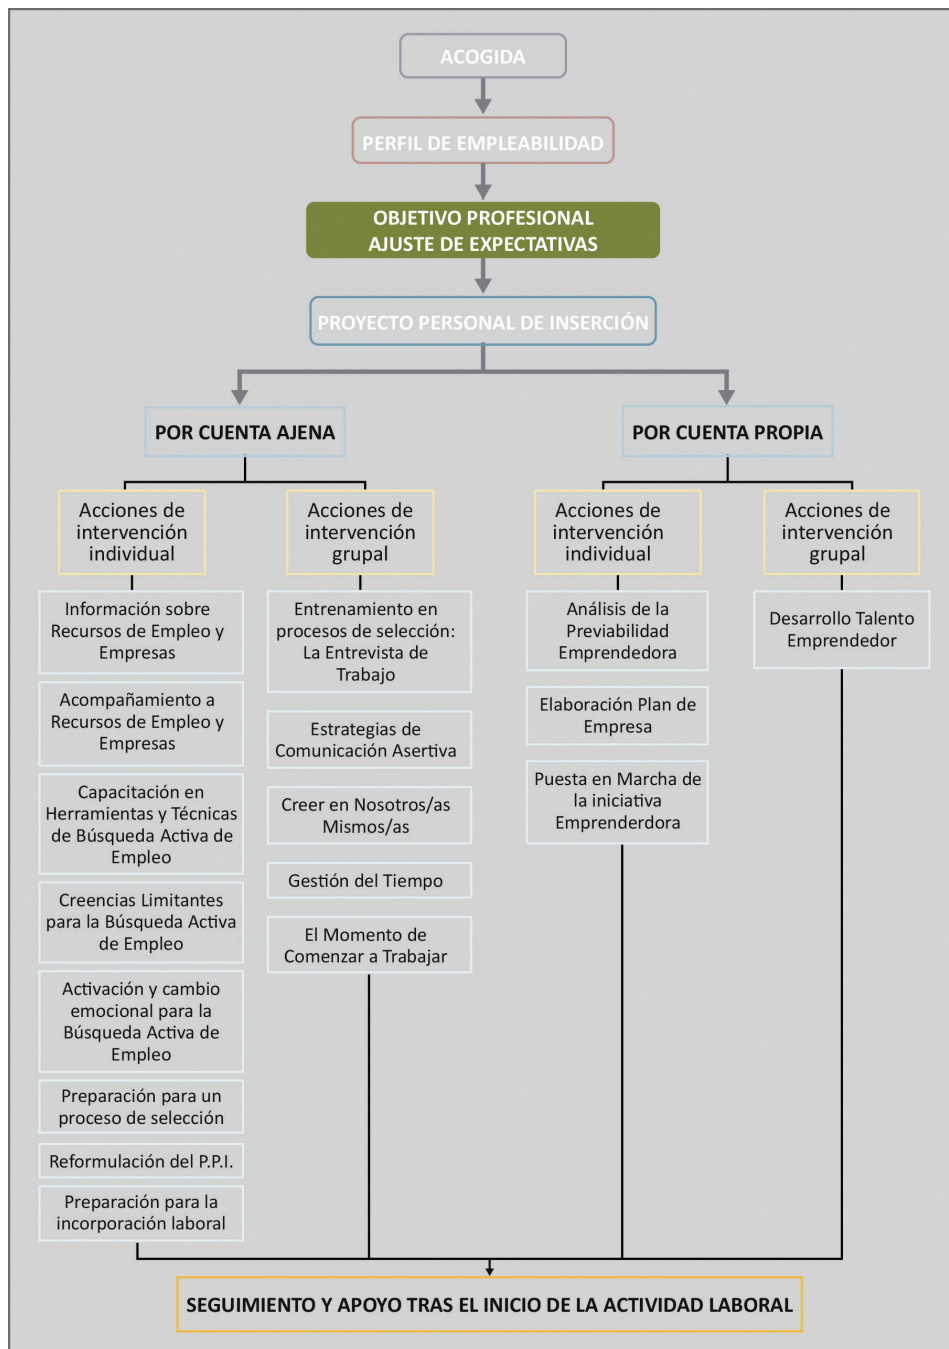 ACOGIDA
PERFIL DE EMPLEABILIDAD
OBJETIVO PROFESIONAL
AJUSTE DE EXPECTATIVAS
PROYECTO PERSONAL DE INSERCIÓN
POR CUENTA AJENA
POR CUENTA PROPIA
Acciones de
intervención
individual
Acciones de
intervención
grupal
Acciones de
intervención
individual
Acciones de
intervención
grupal
Información sobre
Recursos de Empleo y
Empresas
Acompañamiento a
Recursos de Empleo y
Empresas
Capacitación en
Herramientas y Técnicas
de Búsqueda Activa de
Empleo
Creencias Limitantes
para la Búsqueda Activa
de Empleo
Activación y cambio
emocional para la
Búsqueda Activa de
Empleo
Preparación para un
proceso de selección
Reformulación del P.P.I.
Preparación para la
incorporación laboral
Entrenamiento en
procesos de selección:
La Entrevista de
Trabajo
Estrategias de
Comunicación Asertiva
Creer en Nosotros/as
Mismos/as
Gestión del Tiempo
El Momento de
Comenzar a Trabajar
Análisis de la
Previabilidad
Emprendedora
Elaboración Plan de
Empresa
Puesta en Marcha de
la iniciativa
Emprenderdora
Desarrollo Talento
Emprendedor
SEGUIMIENTO Y APOYO TRAS EL INICIO DE LA ACTIVIDAD LABORAL